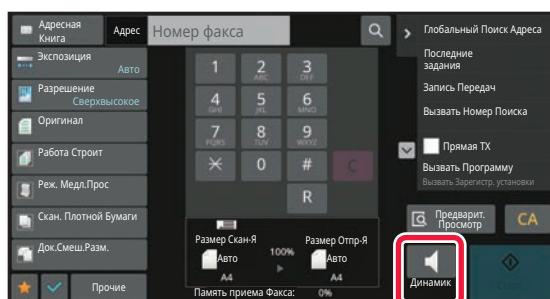 Адресная
Книга
Адрес
Номер факса
Экспозиция
Авто
Разрешение
Сверхвысокое
Оригинал
Работа Строит
Реж. Медл.Прос
Скан. Плотной Бумаги
Док.Смеш.Разм.
Прочие
1
2
ABC
3
DEF
4
GHI
5
JKL
6
MNO
7
PQRS
8
TUV
9
WXYZ
0
#
C
R
Размер Скан-Я
Авто
A4
100%
Размер Отпр-Я
Авто
A4
Память приема Факса: 0%
Глобальный Поиск Адреса
Последние
задания
Запись Передач
Вызвать Номер Поиска
Прямая TX
Вызвать Программу
Вызвать Зарегистр. установки
Предварит.
Просмотр
CA
Динамик